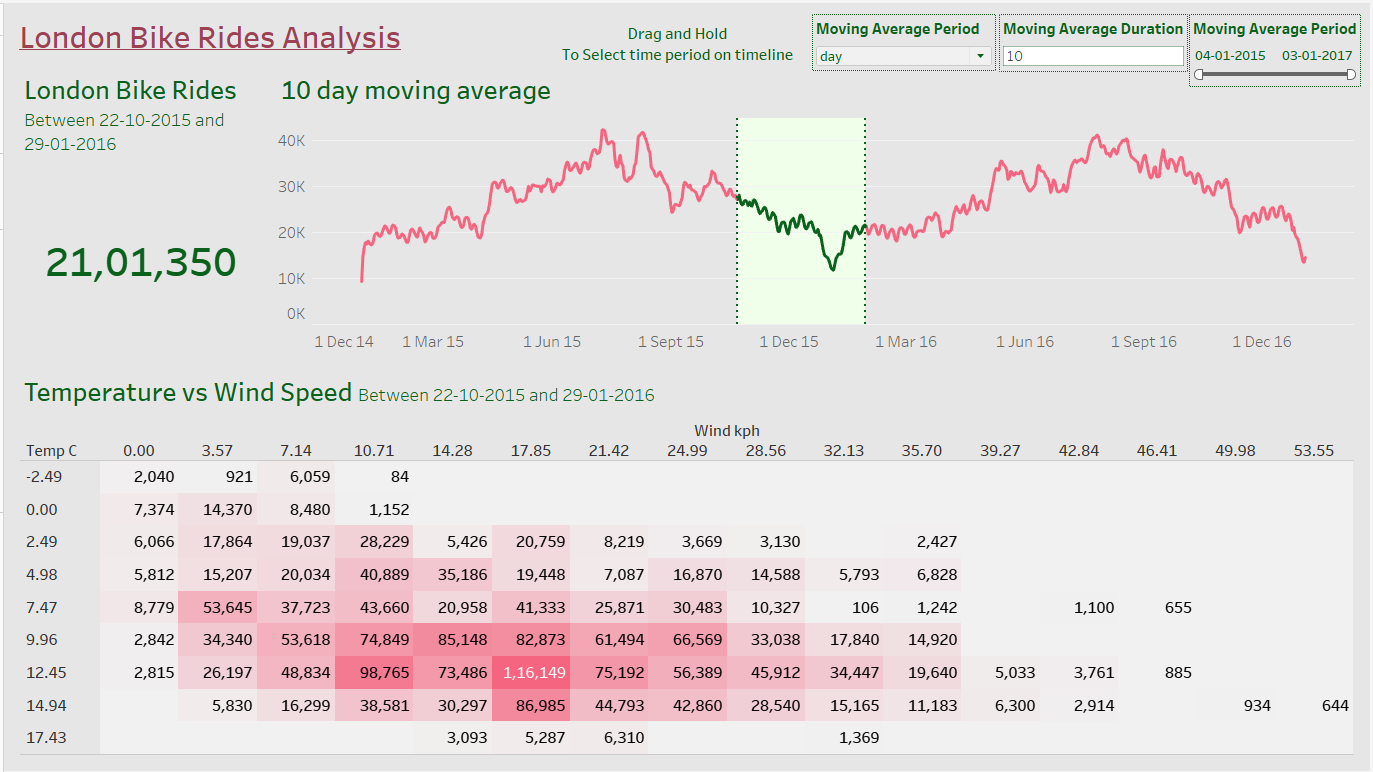 London Bike Rides Analysis
Drag and Hold
To Select time period on timeline
Moving Average Period
day
Moving Average Duration
10
Moving Average Period
04-01-2015 03-01-2017
London Bike Rides
Between 22-10-2015 and
29-01-2016
21,01,350
10 day moving average
40K
30K
20K
10K
0K
1 Dec 14 1 Mar 15 1 Jun 15 1 Sept 15 1 Dec 15 1 Mar 16 1 Jun 16 1 Sept 16 1 Dec 16
Temperature vs Wind Speed Between 22-10-2015 and 29-01-2016
Wind kph
Temp C 0.00 3.57 7.14 10.71 14.28 17.85 21.42 24.99 28.56 32.13 35.70 39.27 42.84 46.41 49.98 53.55
-2.49 2,040 921 6,059 84
0.00 7,374 14,370 8,480 1,152
2.49 6,066 17,864 19,037 28,229 5,426 20,759 8,219 3,669 3,130 2,427
4.98 5,812 15,207 20,034 40,889 35,186 19,448 7,087 16,870 14,588 5,793 6,828
7.47 8,779 53,645 37,723 43,660 20,958 41,333 25,871 30,483 10,327 106 1,242 1,100 655
9.96 2,842 34,340 53,618 74,849 85,148 82,873 61,494 66,569 33,038 17,840 14,920
12.45 2,815 26,197 48,834 98,765 73,486 1,16,149 75,192 56,389 45,912 34,447 19,640 5,033 3,761 885
14.94 5,830 16,299 38,581 30,297 86,985 44,793 42,860 28,540 15,165 11,183 6,300 2,914 934 644
17.43 3,093 5,287 6,310 1,369